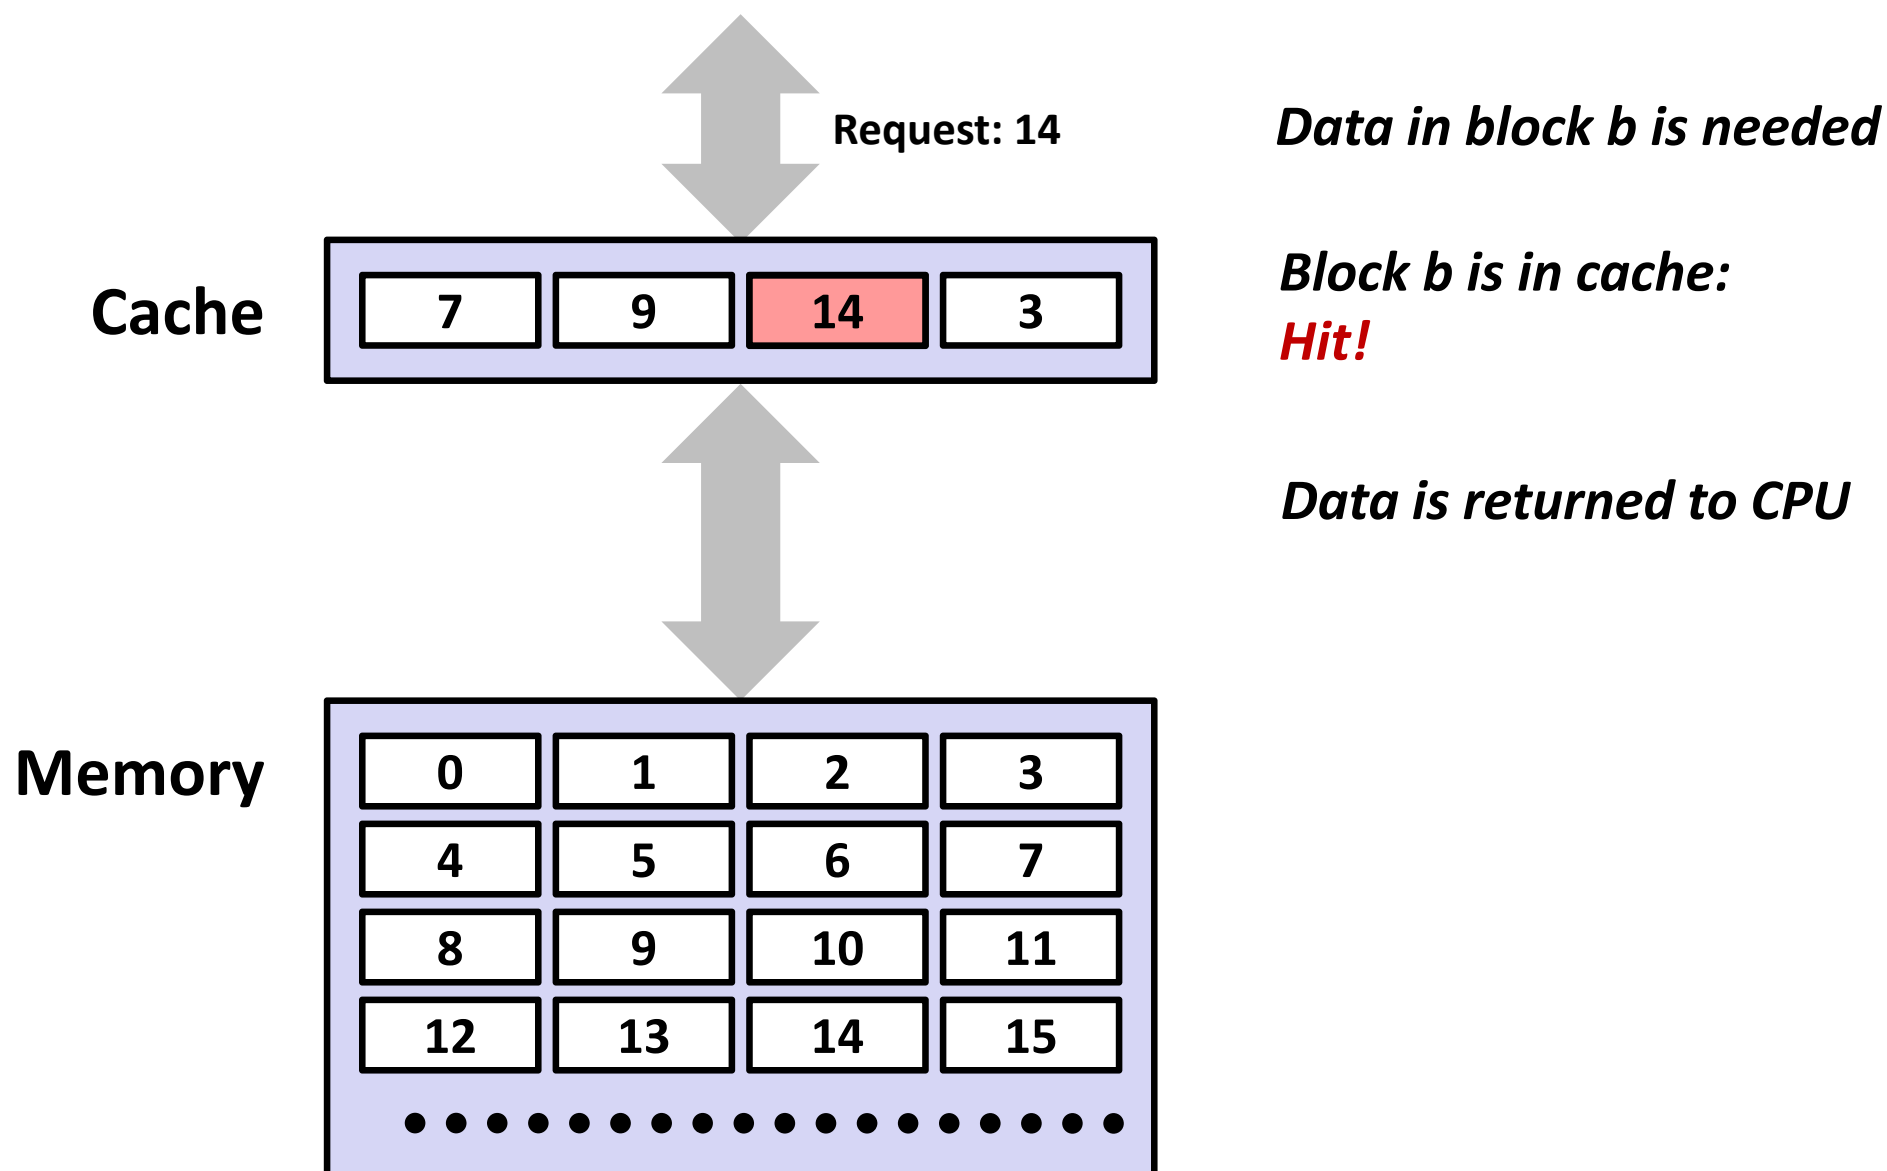 Request: 14
Data in block b is needed
Cache
7 9 14 3
Block b is in cache:
Hit!
Data is returned to CPU
Memory
0 1 2 3
4 5 6 7
8 9 10 11
12 13 14 15